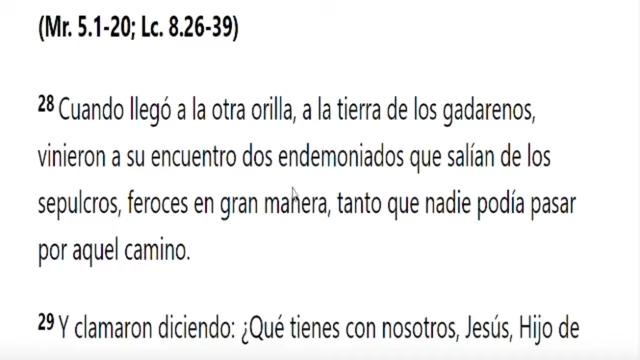 (Mr. 5.1-20; Lc. 8.26-39)
28 Cuando llegó a la otra orilla, a la tierra de los gadarenos,
vinieron a su encuentro dos endemoniados que salían de los
sepulcros, feroces en gran manera, tanto que nadie podía pasar
por aquel camino.
29 Y clamaron diciendo: ¿Qué tienes con nosotros, Jesús, Hijo de